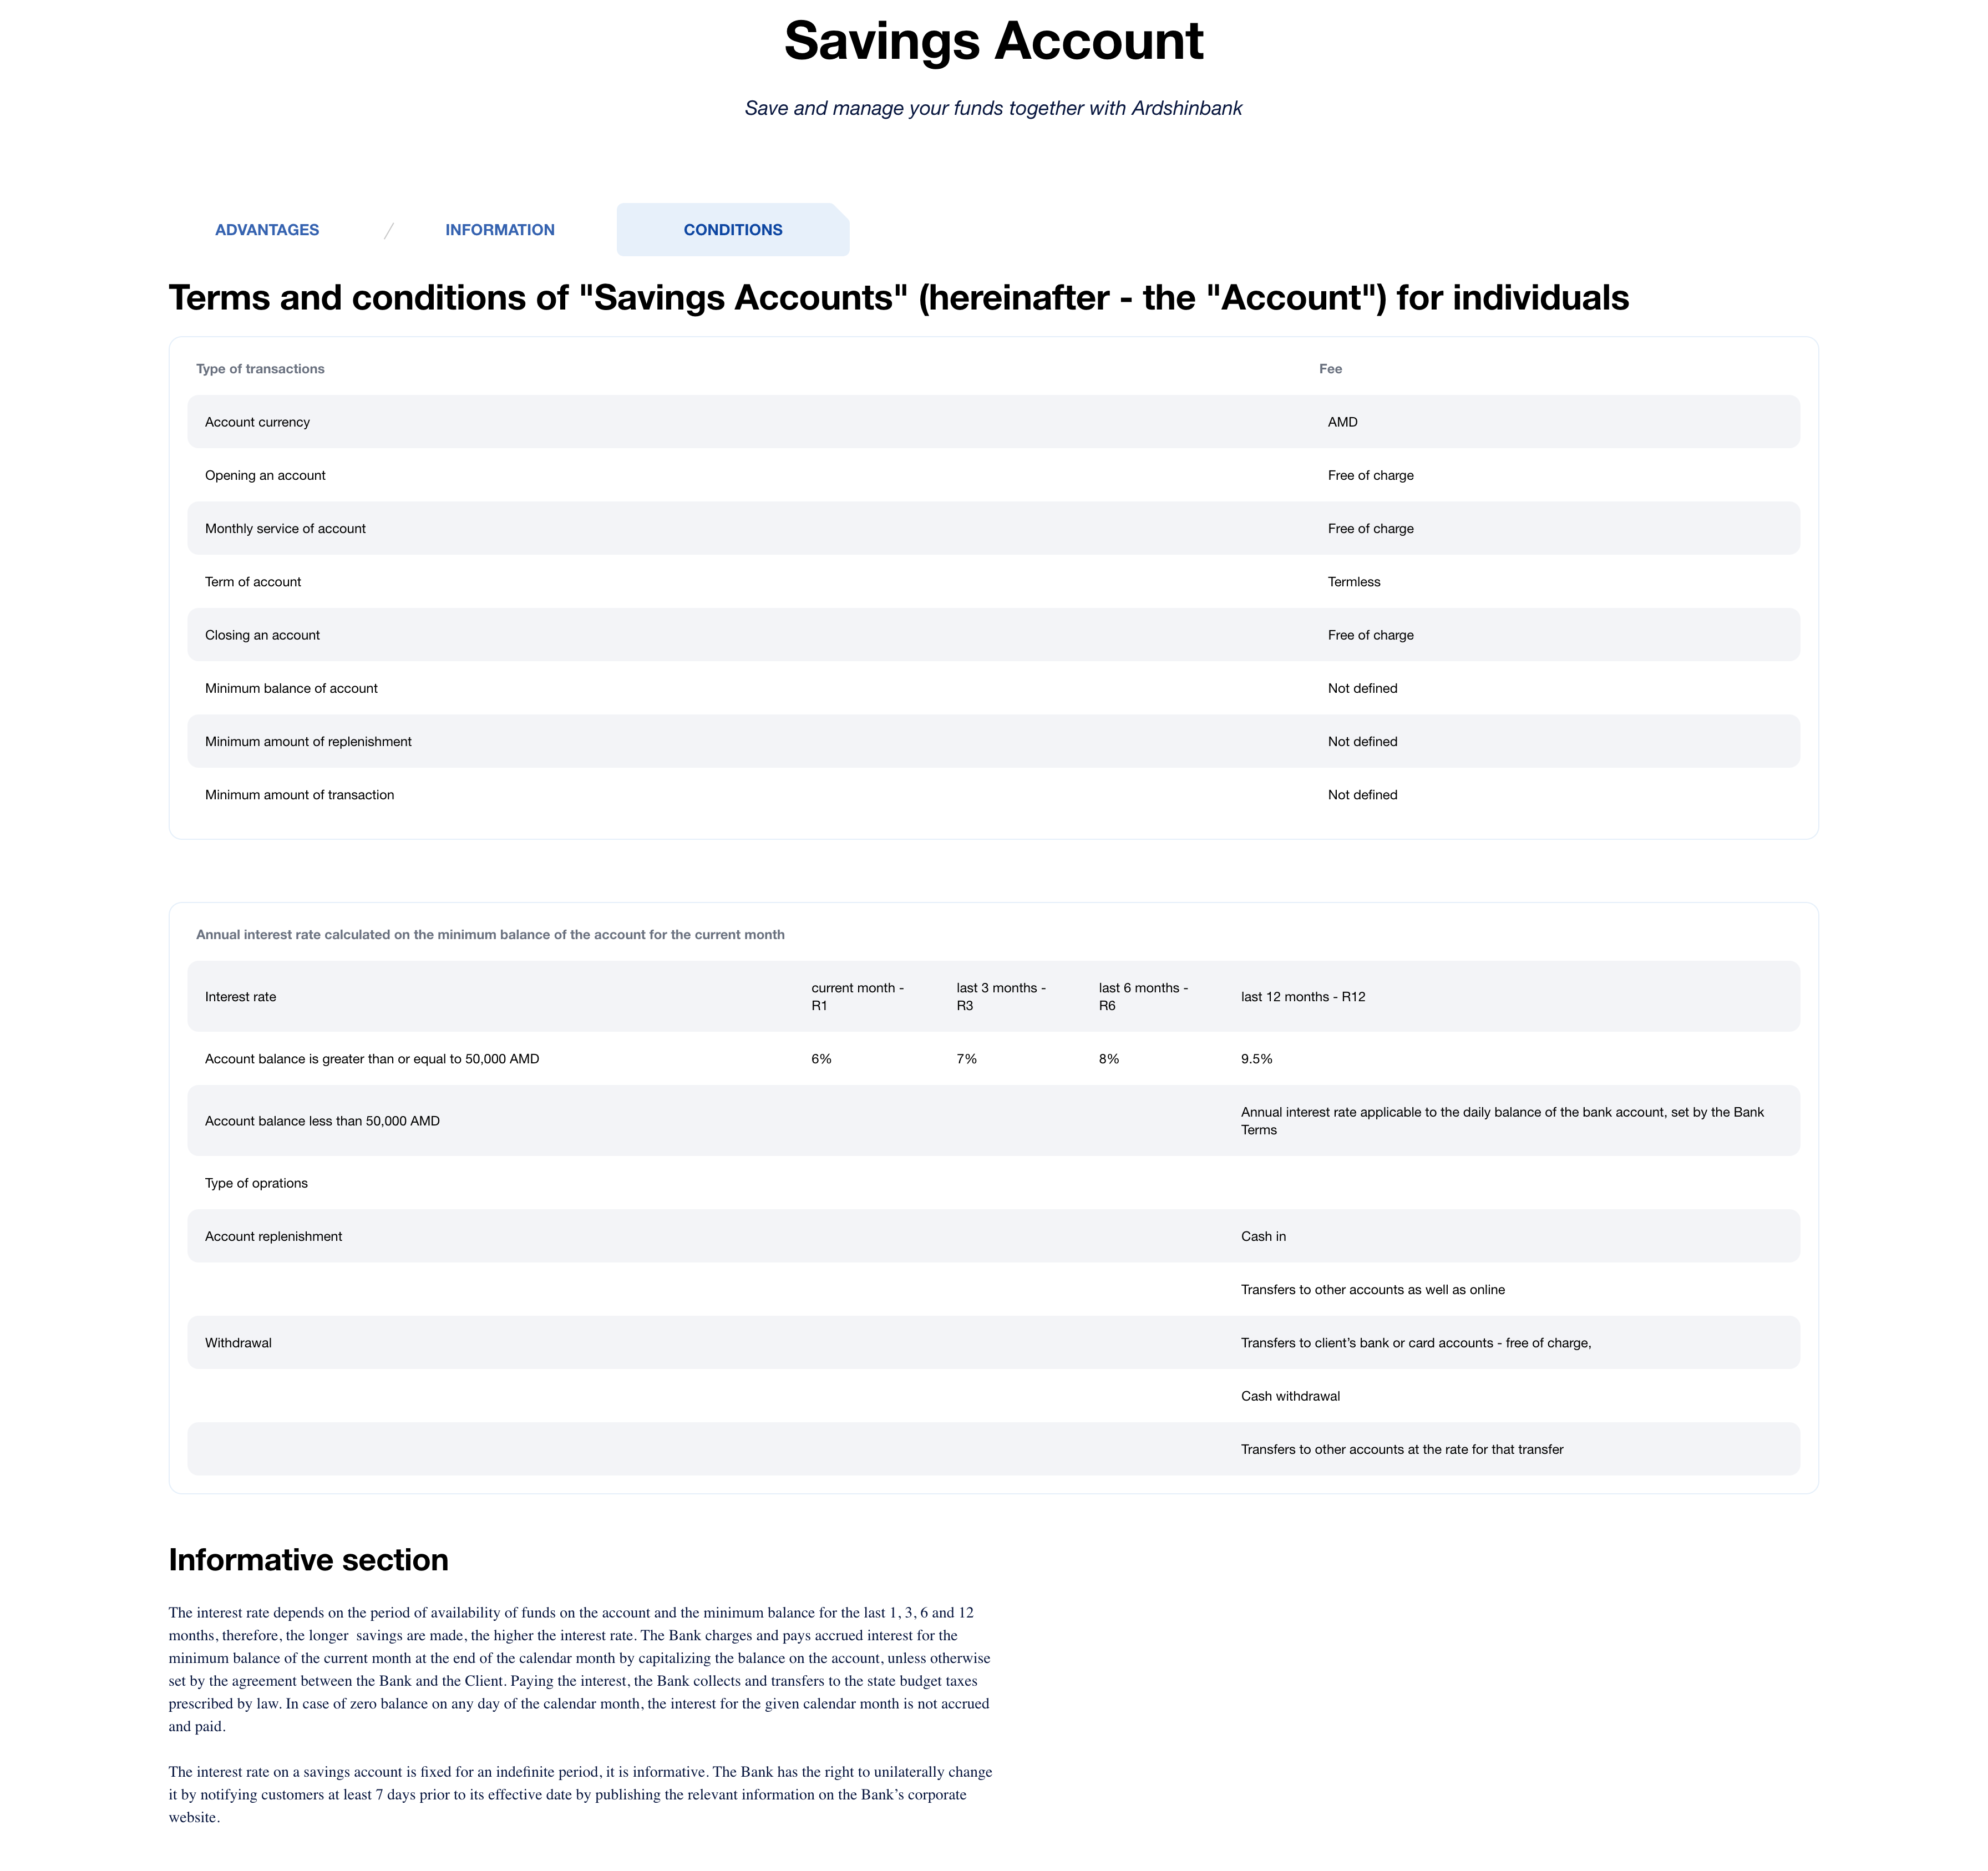 Savings Account
Save and manage your funds together with Ardshinbank
ADVANTAGES / INFORMATION CONDITIONS
Terms and conditions of "Savings Accounts" (hereinafter - the "Account") for individuals
Type of transactions Fee
Account currency AMD
Opening an account Free of charge
Monthly service of account Free of charge
Term of account Termless
Closing an account Free of charge
Minimum balance of account Not defined
Minimum amount of replenishment Not defined
Minimum amount of transaction Not defined
Annual interest rate calculated on the minimum balance of the account for the current month
Interest rate current month - R1 last 3 months - R3 last 6 months - R6 last 12 months - R12
Account balance is greater than or equal to 50,000 AMD 6% 7% 8% 9.5%
Account balance less than 50,000 AMD Annual interest rate applicable to the daily balance of the bank account, set by the Bank
Terms
Type of oprations
Account replenishment Cash in
Transfers to other accounts as well as online
Withdrawal Transfers to client’s bank or card accounts - free of charge,
Cash withdrawal
Transfers to other accounts at the rate for that transfer
Informative section
The interest rate depends on the period of availability of funds on the account and the minimum balance for the last 1, 3, 6 and 12
months, therefore, the longer  savings are made, the higher the interest rate. The Bank charges and pays accrued interest for the
minimum balance of the current month at the end of the calendar month by capitalizing the balance on the account, unless otherwise
set by the agreement between the Bank and the Client. Paying the interest, the Bank collects and transfers to the state budget taxes
prescribed by law. In case of zero balance on any day of the calendar month, the interest for the given calendar month is not accrued
and paid.
The interest rate on a savings account is fixed for an indefinite period, it is informative. The Bank has the right to unilaterally change
it by notifying customers at least 7 days prior to its effective date by publishing the relevant information on the Bank’s corporate
website.